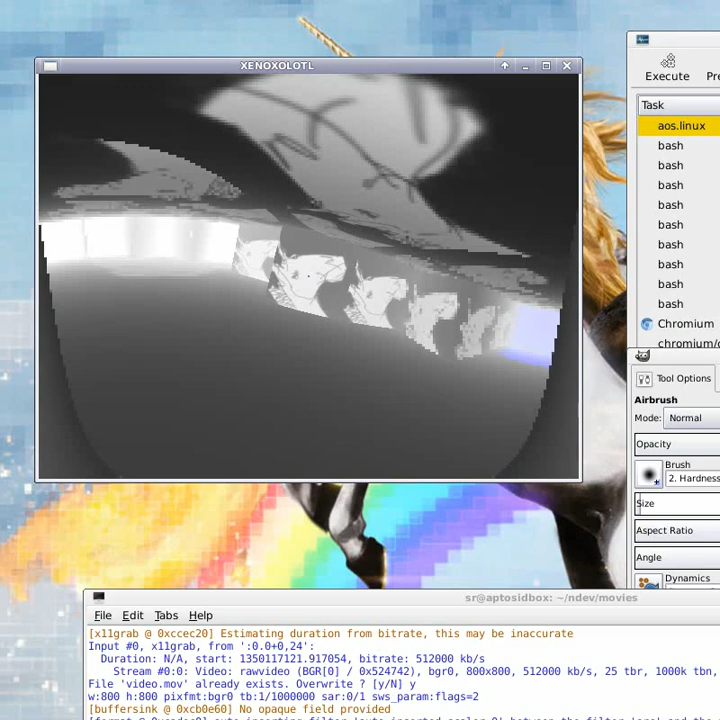 XENOXOLOTL
Execute
Task
aos.linux
bash
bash
bash
bash
bash
bash
bash
bash
bash
Chromium
Tool Options
Airbrush
Mode: Normal
Opacity
Brush
2. Hardness
Size
Aspect Ratio
Angle
Dynamics
sr@aptosidbox: ~/ndev/movies
File Edit Tabs Help
[x11grab @ 0xccec20] Estimating duration from bitrate, this may be inaccurate
Input #0, x11grab, from ':0.0+0,24':
Duration: N/A, start: 1350117121.917054, bitrate: 512000 kb/s
Stream #0:0: Video: rawvideo (BGR[0] / 0x524742), bgr0, 800x800, 512000 kb/s, 25 tbr, 1000k tbn,
File 'video.mov' already exists. Overwrite ? [y/N] y
w:800 h:800 pixfmt:bgr0 tb:1/1000000 sar:0/1 sws_param:flags=2
[buffersink @ 0xcb0e60] No opaque field provided